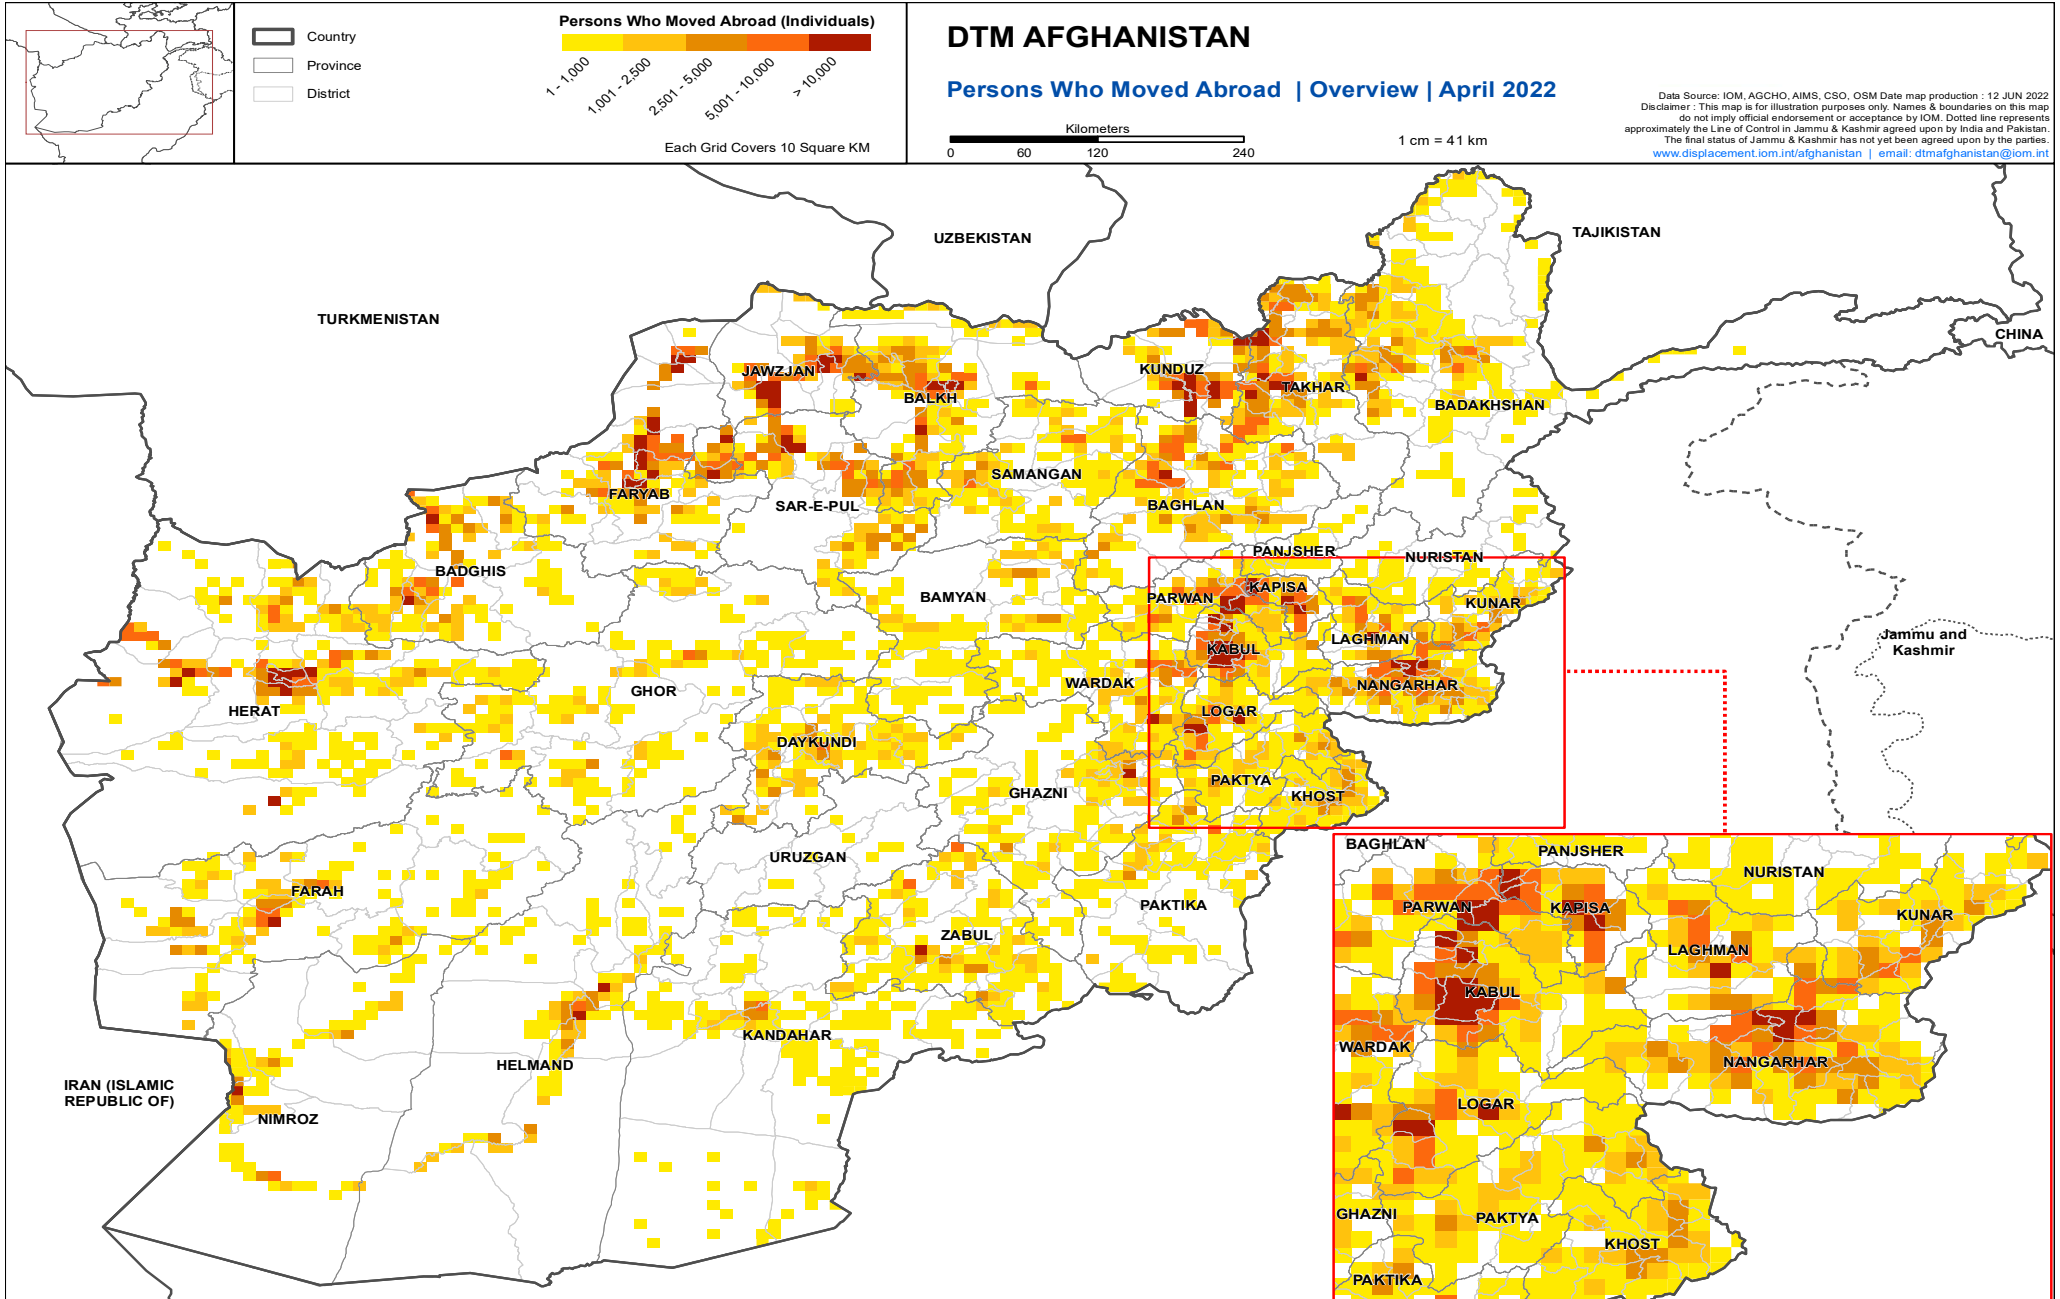 Country
Province
District
Persons Who Moved Abroad (Individuals)
1 - 1,000
1,001 - 2,500
2,501 - 5,000
5,001 - 10,000
> 10,000
Each Grid Covers 10 Square KM
DTM AFGHANISTAN
Persons Who Moved Abroad | Overview | April 2022
Kilometers
0 60 120 240
1 cm = 41 km
Data Source: IOM, AGCHO, AIMS, CSO, OSM Date map production : 12 JUN 2022
Disclaimer : This map is for illustration purposes only. Names & boundaries on this map
do not imply official endorsement or acceptance by IOM. Dotted line represents
approximately the Line of Control in Jammu & Kashmir agreed upon by India and Pakistan.
The final status of Jammu & Kashmir has not yet been agreed upon by the parties.
www.displacement.iom.int/afghanistan | email: dtmafghanistan@iom.int
UZBEKISTAN
TAJIKISTAN
TURKMENISTAN
CHINA
JAWZJAN
KUNDUZ
TAKHAR
BALKH
BADAKHSHAN
SAMANGAN
FARYAB
SAR-E-PUL
BAGHLAN
PANJSHER
NURISTAN
BADGHIS
KAPISA
BAMYAN
PARWAN
KUNAR
LAGHMAN
Jammu and
Kashmir
KABUL
WARDAK
NANGARHAR
GHOR
HERAT
LOGAR
DAYKUNDI
PAKTYA
GHAZNI
KHOST
URUZGAN
FARAH
PAKTIKA
ZABUL
KANDAHAR
HELMAND
IRAN (ISLAMIC
REPUBLIC OF)
NIMROZ
BAGHLAN
PANJSHER
NURISTAN
PARWAN
KAPISA
KUNAR
LAGHMAN
KABUL
WARDAK
NANGARHAR
LOGAR
GHAZNI
PAKTYA
KHOST
PAKTIKA